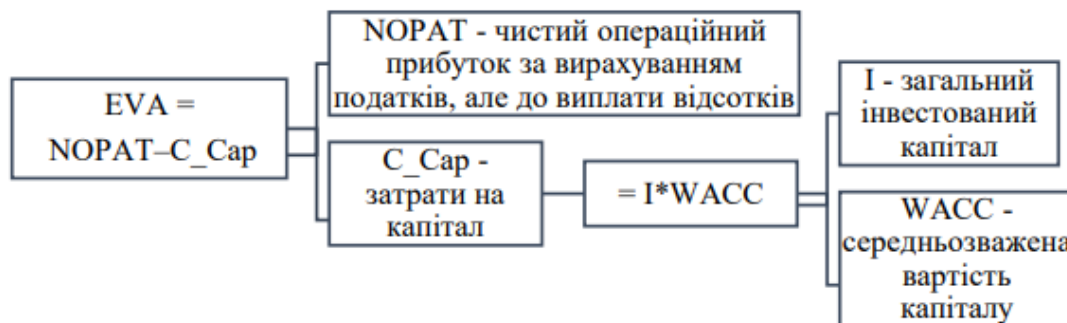 EVA =
NOPAT–C_Cap
NOPAT - чистий операційний
прибуток за вирахуванням
податків, але до виплати відсотків
C_Cap -
затрати на
капітал
= I*WACC
I - загальний
інвестований
капітал
WACC -
середньозважена
вартість
капіталу